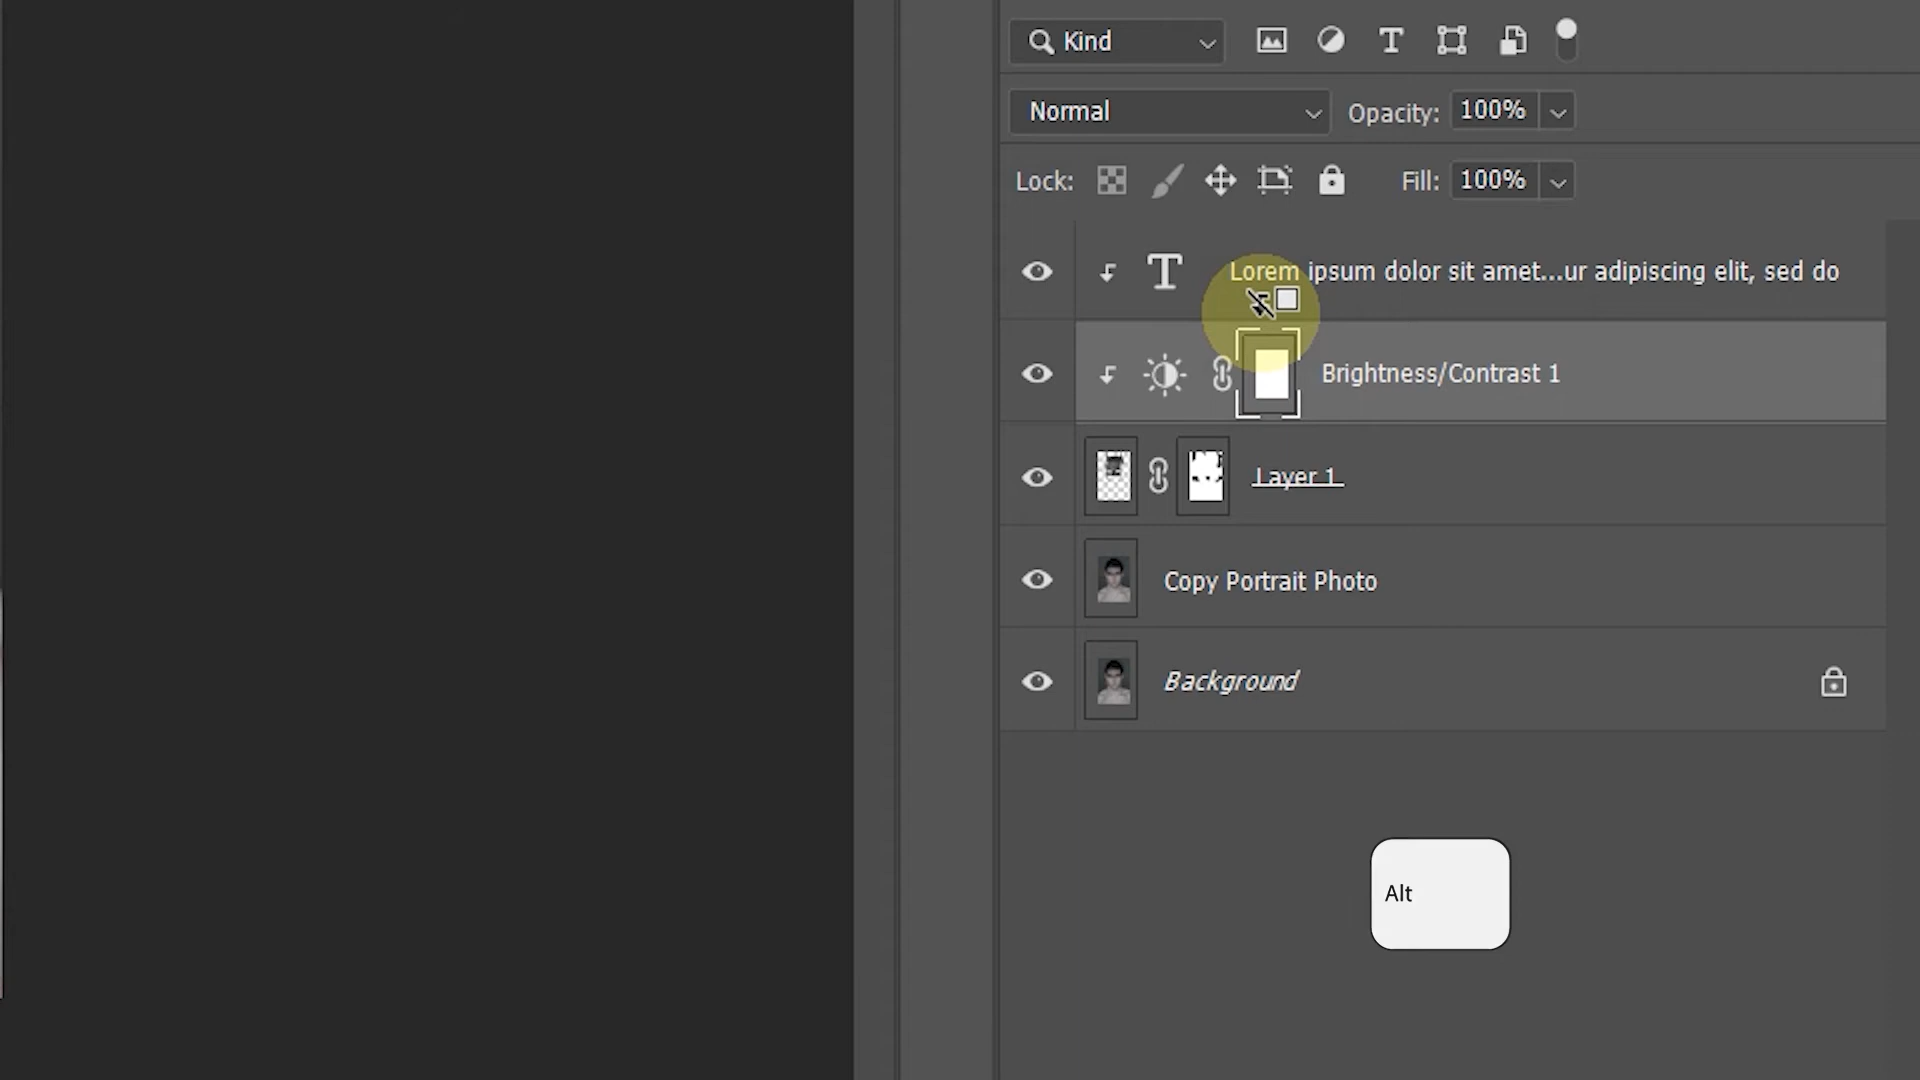 Kind
Normal Opacity: 100%
Lock: Fill: 100%
Lorem ipsum dolor sit amet...ur adipiscing elit, sed do
Brightness/Contrast 1
Layer 1
Copy Portrait Photo
Background
Alt